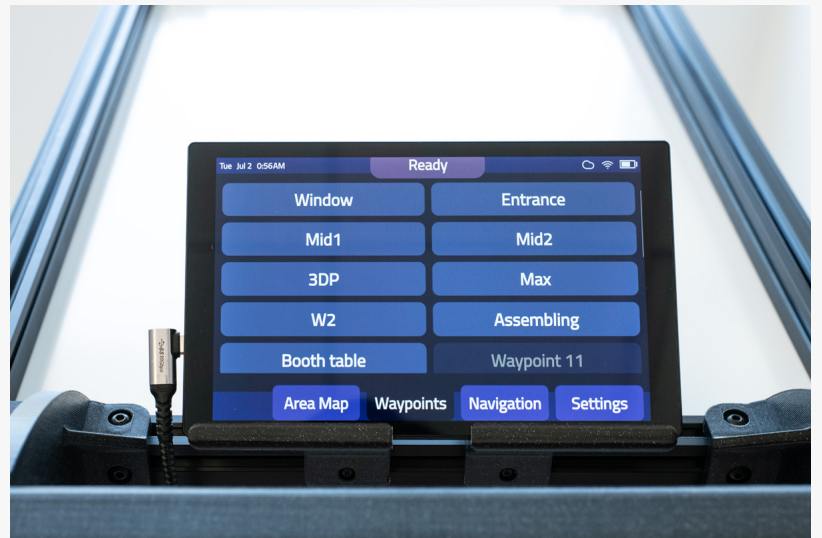 Tue Jul 2 0:56AM Ready
Window Entrance
Mid1 Mid2
3DP Max
W2 Assembling
Booth table Waypoint 11
Area Map Waypoints Navigation Settings